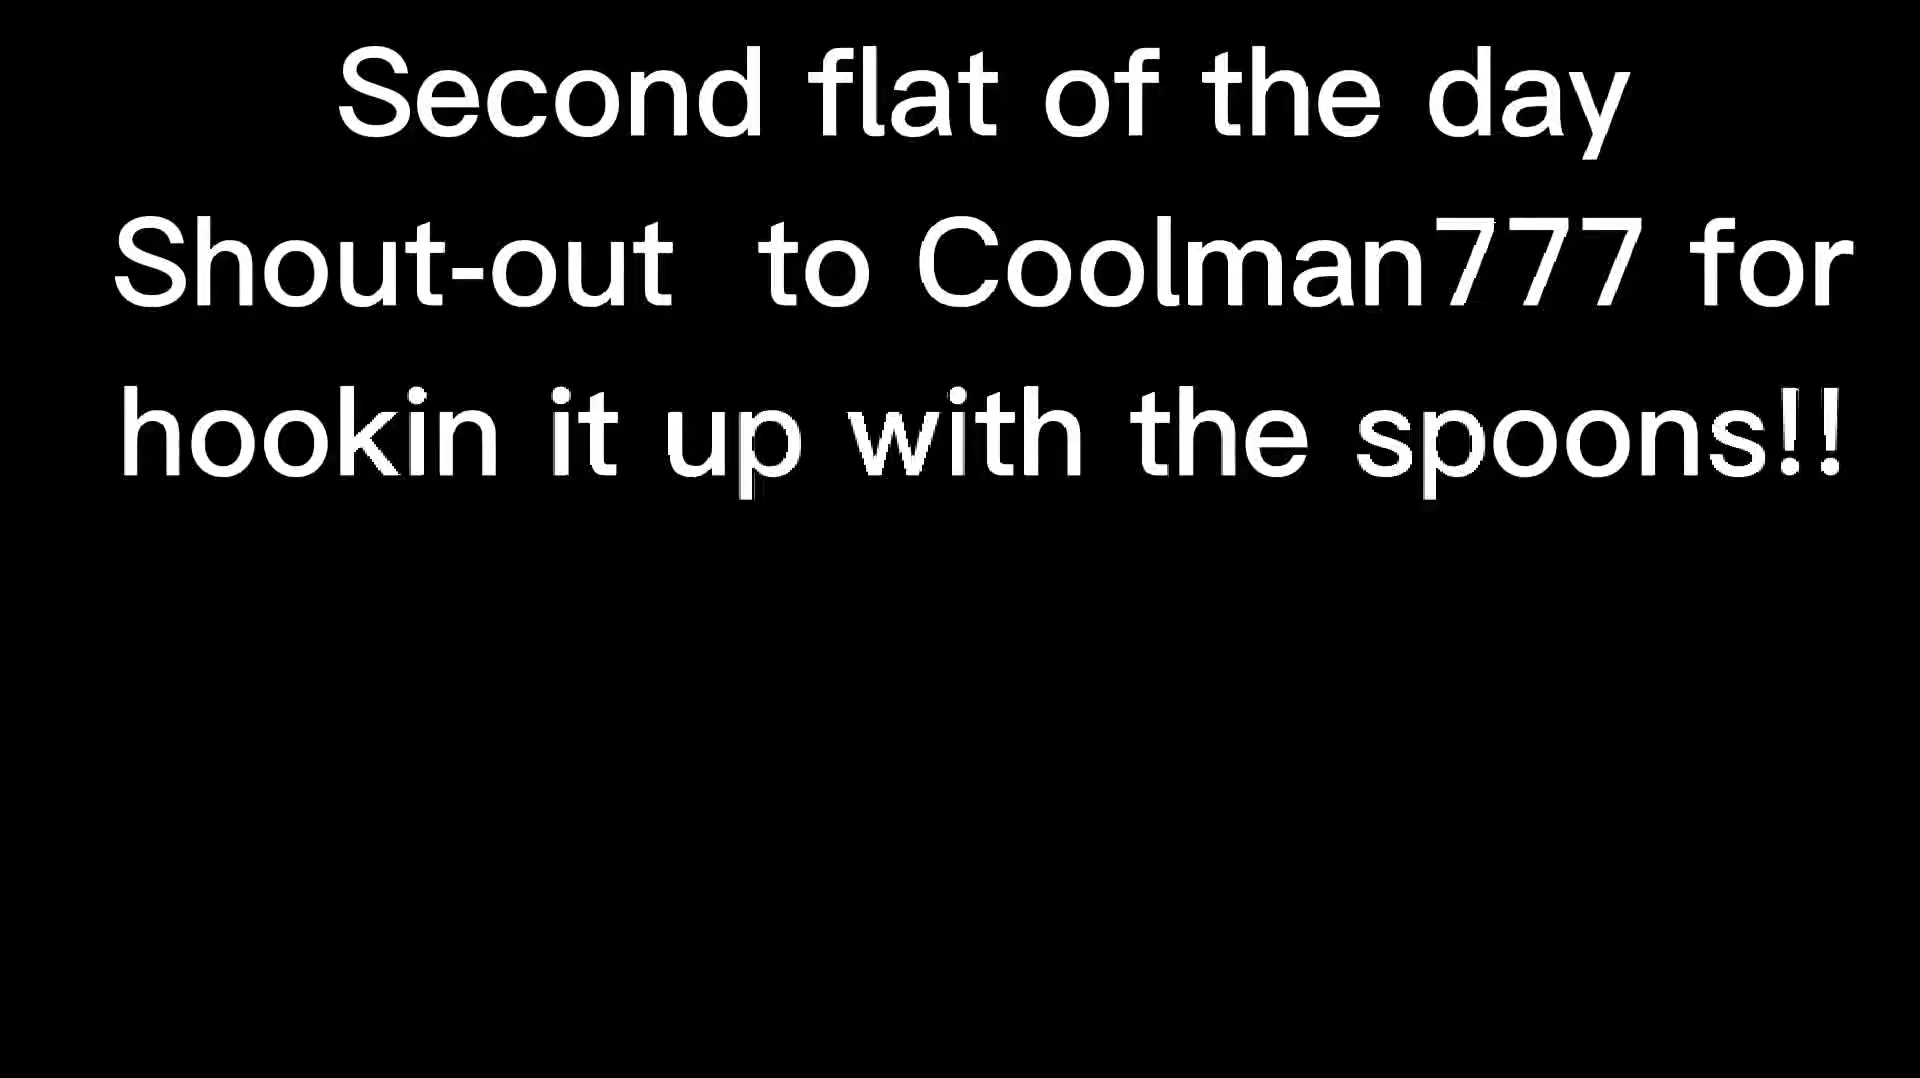 Second flat of the day
Shout-out  to Coolman777 for
hookin it up with the spoons!!